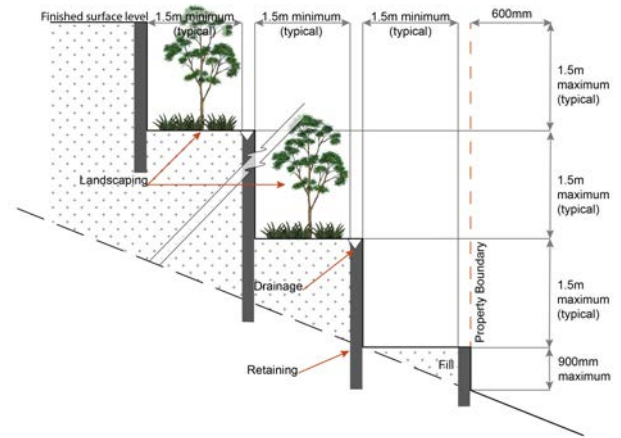 Finished surface level
1.5m minimum
(typical)
1.5m minimum
(typical)
1.5m minimum
(typical)
600mm
1.5m
maximum
(typical)
Landscaping
1.5m
maximum
(typical)
Drainage
Property Boundary
1.5m
maximum
(typical)
Retaining
Fill
900mm
maximum